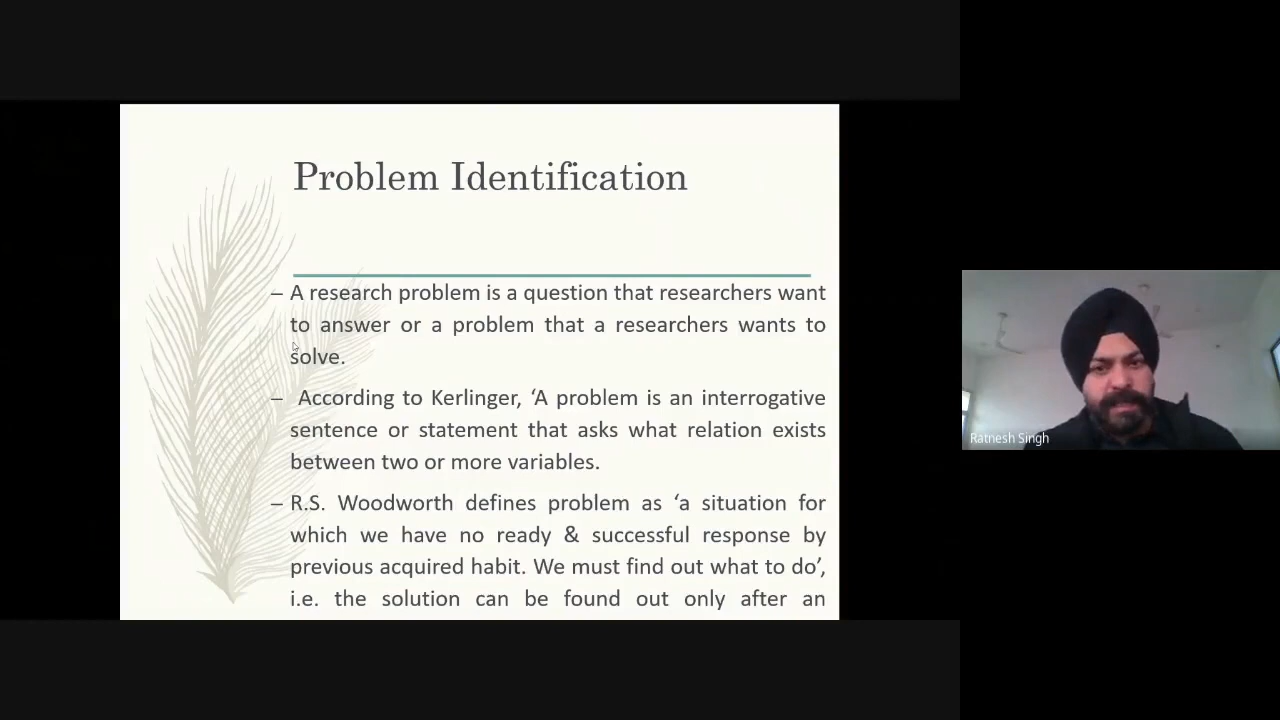 Problem Identification
– A research problem is a question that researchers want
to answer or a problem that a researchers wants to
solve.
– According to Kerlinger, ‘A problem is an interrogative
sentence or statement that asks what relation exists
between two or more variables.
– R.S. Woodworth defines problem as ‘a situation for
which we have no ready & successful response by
previous acquired habit. We must find out what to do’,
i.e. the solution can be found out only after an
Ratnesh Singh